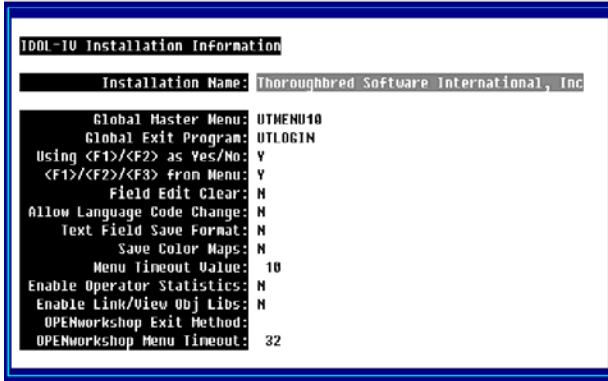 IDOL-IV Installation Information
Installation Name: Thoroughbred Software International, Inc
Global Master Menu: UTMENU10
Global Exit Program: UTLOGIN
Using <F1>/<F2> as Yes/No: Y
<F1>/<F2>/<F3> from Menu: Y
Field Edit Clear: N
Allow Language Code Change: N
Text Field Save Format: N
Save Color Maps: N
Menu Timeout Value: 10
Enable Operator Statistics: N
Enable Link/View Obj Libs: N
OPENworkshop Exit Method:
OPENworkshop Menu Timeout: 32